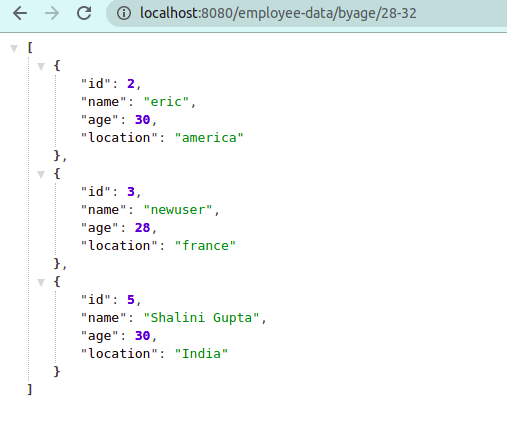 localhost:8080/employee-data/byage/28-32
[
{
"id": 2,
"name": "eric",
"age": 30,
"location": "america"
},
{
"id": 3,
"name": "newuser",
"age": 28,
"location": "france"
},
{
"id": 5,
"name": "Shalini Gupta",
"age": 30,
"location": "India"
}
]